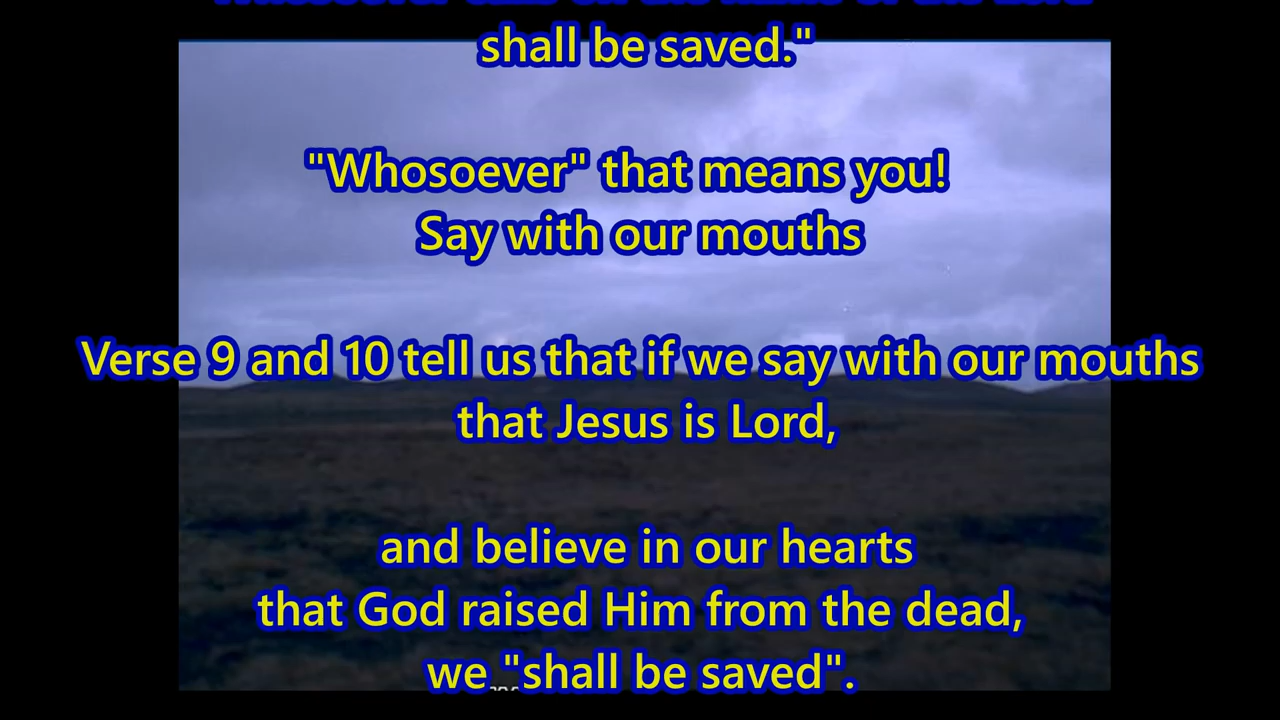 shall be saved."
"Whosoever" that means you!
Say with our mouths
Verse 9 and 10 tell us that if we say with our mouths
that Jesus is Lord,
and believe in our hearts
that God raised Him from the dead,
we "shall be saved".